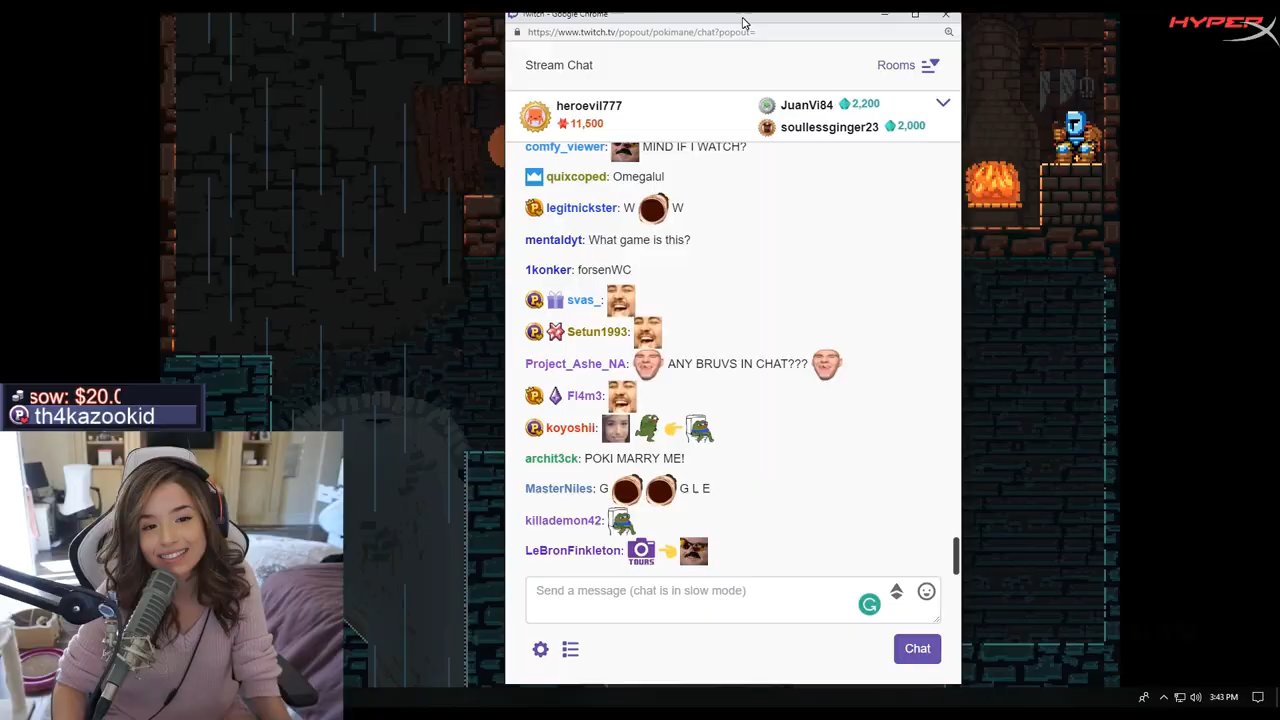 Twitch - Google Chrome
https://www.twitch.tv/popout/pokimane/chat?popout=
HYPERX
Stream Chat
Rooms
heroevil777
11,500
JuanVi84 2,200
soullessginger23 2,000
comfy_viewer: MIND IF I WATCH?
quixcoped: Omegalul
legitnickster: W W
mentaldyt: What game is this?
1konker: forsenWC
svas_:
Setun1993:
Project_Ashe_NA: ANY BRUVS IN CHAT???
Fl4m3:
koyoshii:
archit3ck: POKI MARRY ME!
MasterNiles: G G L E
killademon42:
LeBronFinkleton: TOURS
Send a message (chat is in slow mode)
Chat
sow: $20.0
th4kazookid
3:43 PM